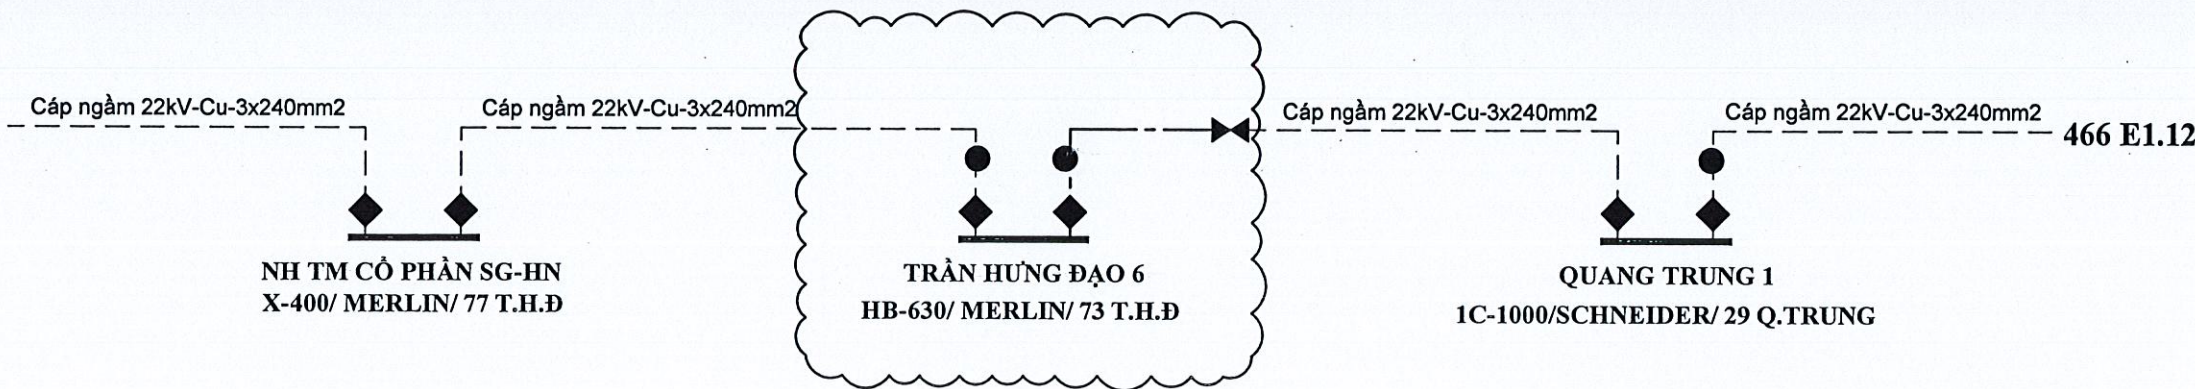 Cáp ngầm 22kV-Cu-3x240mm2
Cáp ngầm 22kV-Cu-3x240mm2
Cáp ngầm 22kV-Cu-3x240mm2
Cáp ngầm 22kV-Cu-3x240mm2
466 E1.12
NH TM CỔ PHẦN SG-HN
X-400/ MERLIN/ 77 T.H.Đ
TRẦN HƯNG ĐẠO 6
HB-630/ MERLIN/ 73 T.H.Đ
QUANG TRUNG 1
1C-1000/SCHNEIDER/ 29 Q.TRUNG